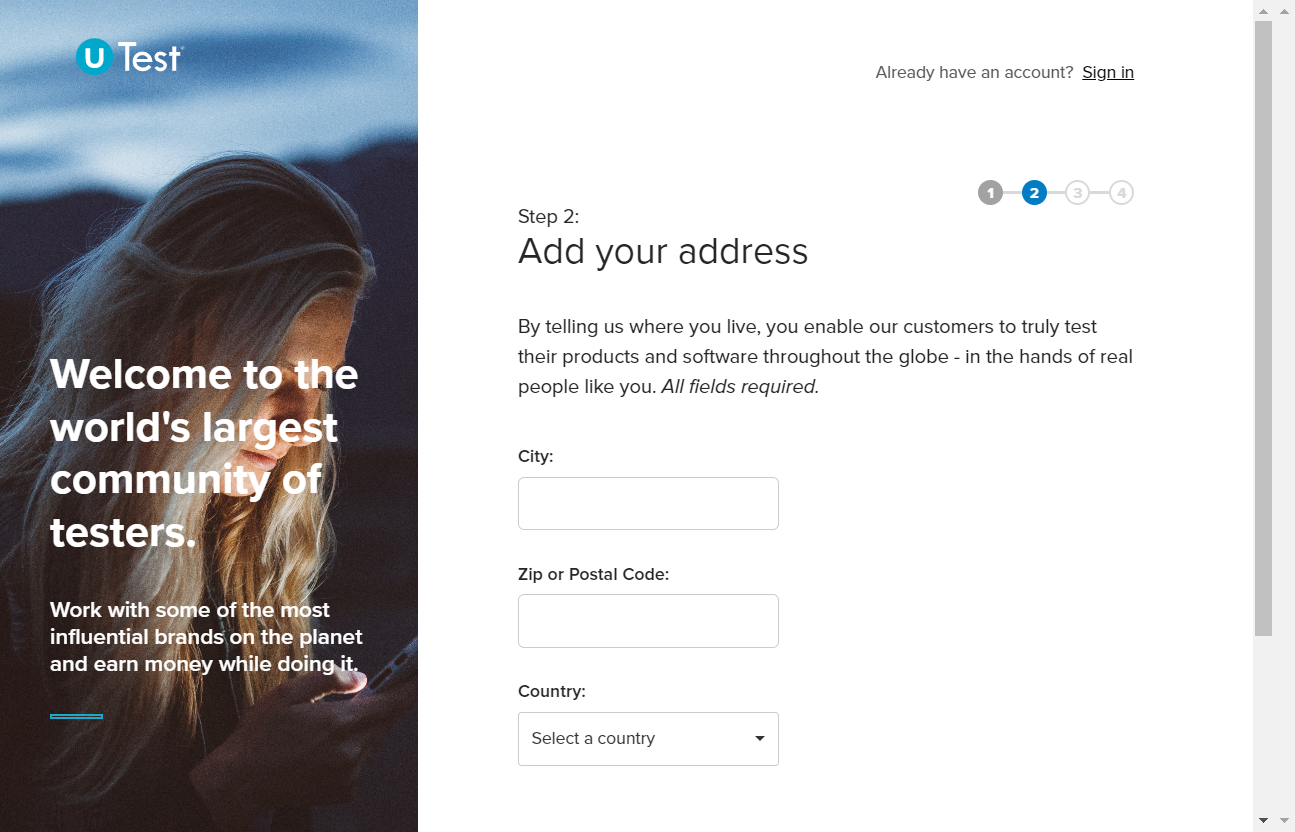 U Test
Welcome to the
world's largest
community of
testers.
Work with some of the most
influential brands on the planet
and earn money while doing it.
Already have an account? Sign in
1 2 3 4
Step 2:
Add your address
By telling us where you live, you enable our customers to truly test
their products and software throughout the globe - in the hands of real
people like you. All fields required.
City:
Zip or Postal Code:
Country:
Select a country